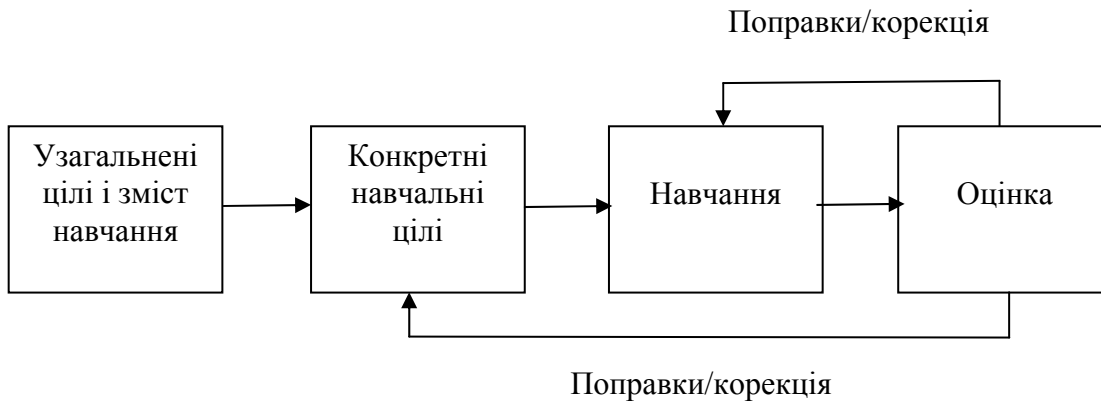 Поправки/корекція
Узагальнені
цілі і зміст
навчання
Конкретні
навчальні
цілі
Навчання
Оцінка
Поправки/корекція